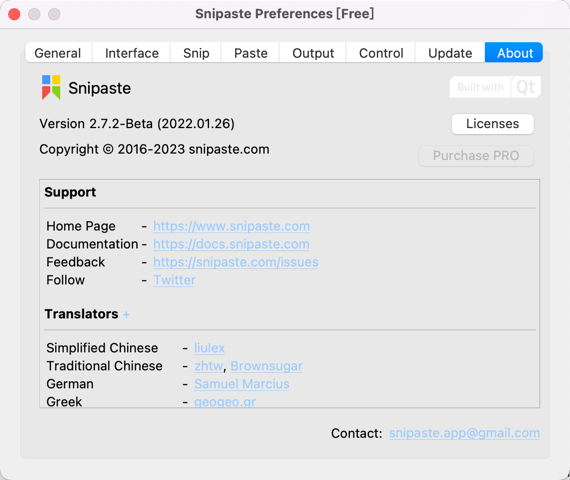 Snipaste Preferences [Free]
General Interface Snip Paste Output Control Update About
Snipaste
Built with Qt
Version 2.7.2-Beta (2022.01.26)
Licenses
Copyright © 2016-2023 snipaste.com
Purchase PRO
Support
Home Page - https://www.snipaste.com
Documentation - https://docs.snipaste.com
Feedback - https://snipaste.com/issues
Follow - Twitter
Translators +
Simplified Chinese - liulex
Traditional Chinese - zhtw, Brownsugar
German - Samuel Marcius
Greek - geogeo.gr
Contact: snipaste.app@gmail.com